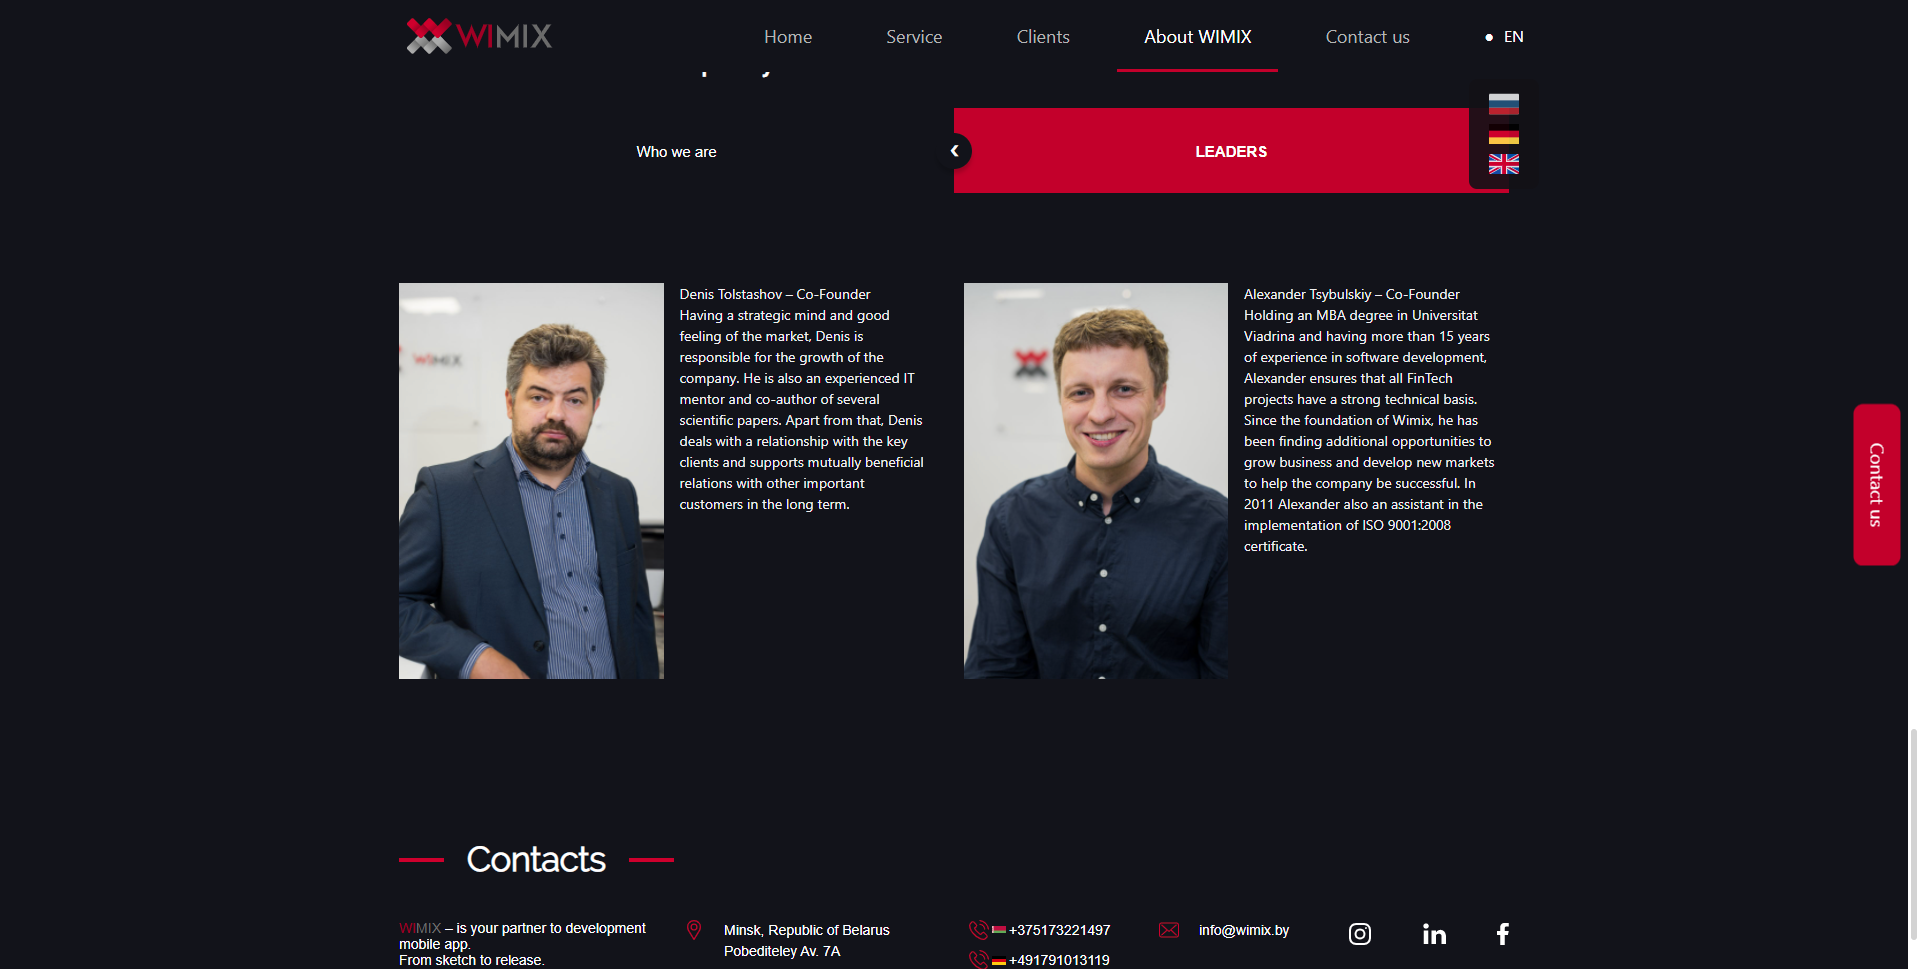 WIMIX
Home
Service
Clients
About WIMIX
Contact us
EN
Who we are
LEADERS
WIMIX
Denis Tolstashov – Co-Founder
Having a strategic mind and good
feeling of the market, Denis is
responsible for the growth of the
company. He is also an experienced IT
mentor and co-author of several
scientific papers. Apart from that, Denis
deals with a relationship with the key
clients and supports mutually beneficial
relations with other important
customers in the long term.
Alexander Tsybulskiy – Co-Founder
Holding an MBA degree in Universitat
Viadrina and having more than 15 years
of experience in software development,
Alexander ensures that all FinTech
projects have a strong technical basis.
Since the foundation of Wimix, he has
been finding additional opportunities to
grow business and develop new markets
to help the company be successful. In
2011 Alexander also an assistant in the
implementation of ISO 9001:2008
certificate.
Contact us
Contacts
WIMIX – is your partner to development
mobile app.
From sketch to release.
Minsk, Republic of Belarus
Pobediteley Av. 7A
+375173221497
+491791013119
info@wimix.by